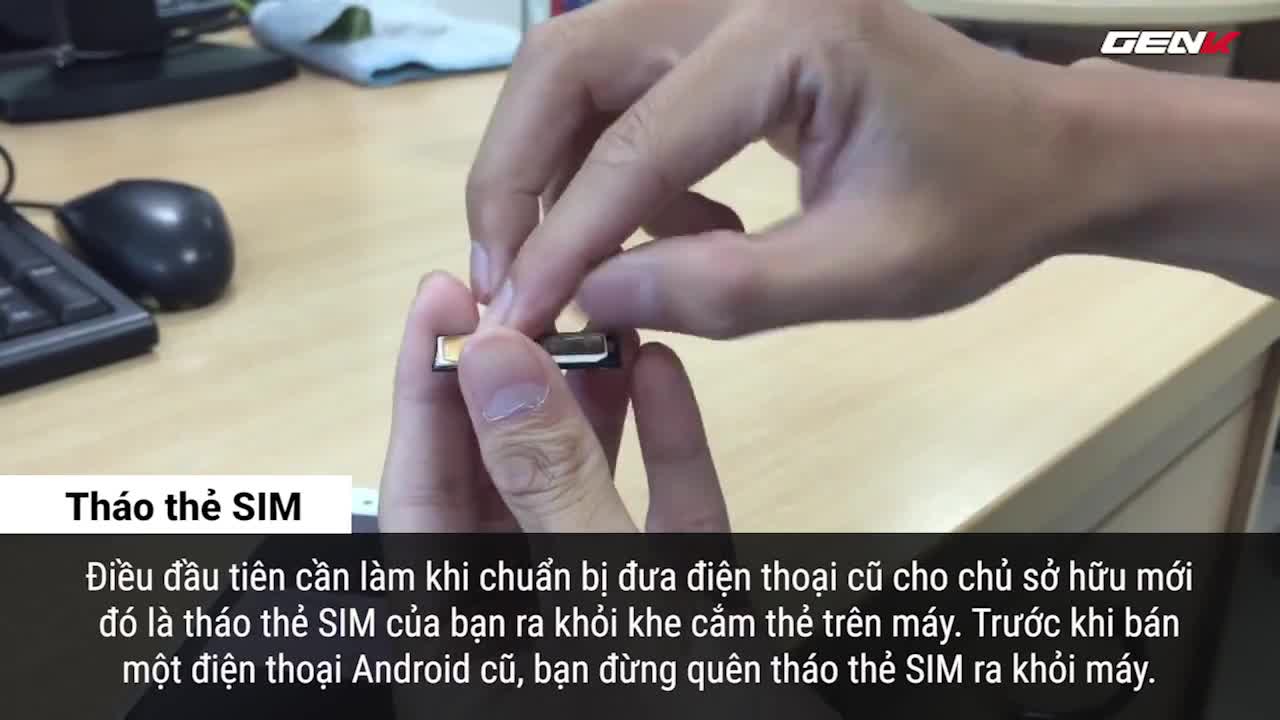 GENK
Tháo thẻ SIM
Điều đầu tiên cần làm khi chuẩn bị đưa điện thoại cũ cho chủ sở hữu mới
đó là tháo thẻ SIM của bạn ra khỏi khe cắm thẻ trên máy. Trước khi bán
một điện thoại Android cũ, bạn đừng quên tháo thẻ SIM ra khỏi máy.